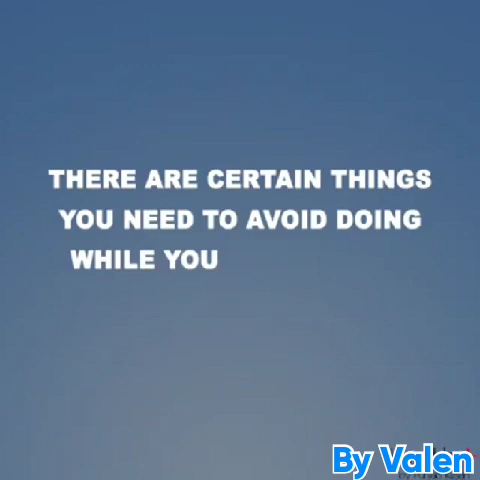 THERE ARE CERTAIN THINGS
YOU NEED TO AVOID DOING
WHILE YOU
By Valen